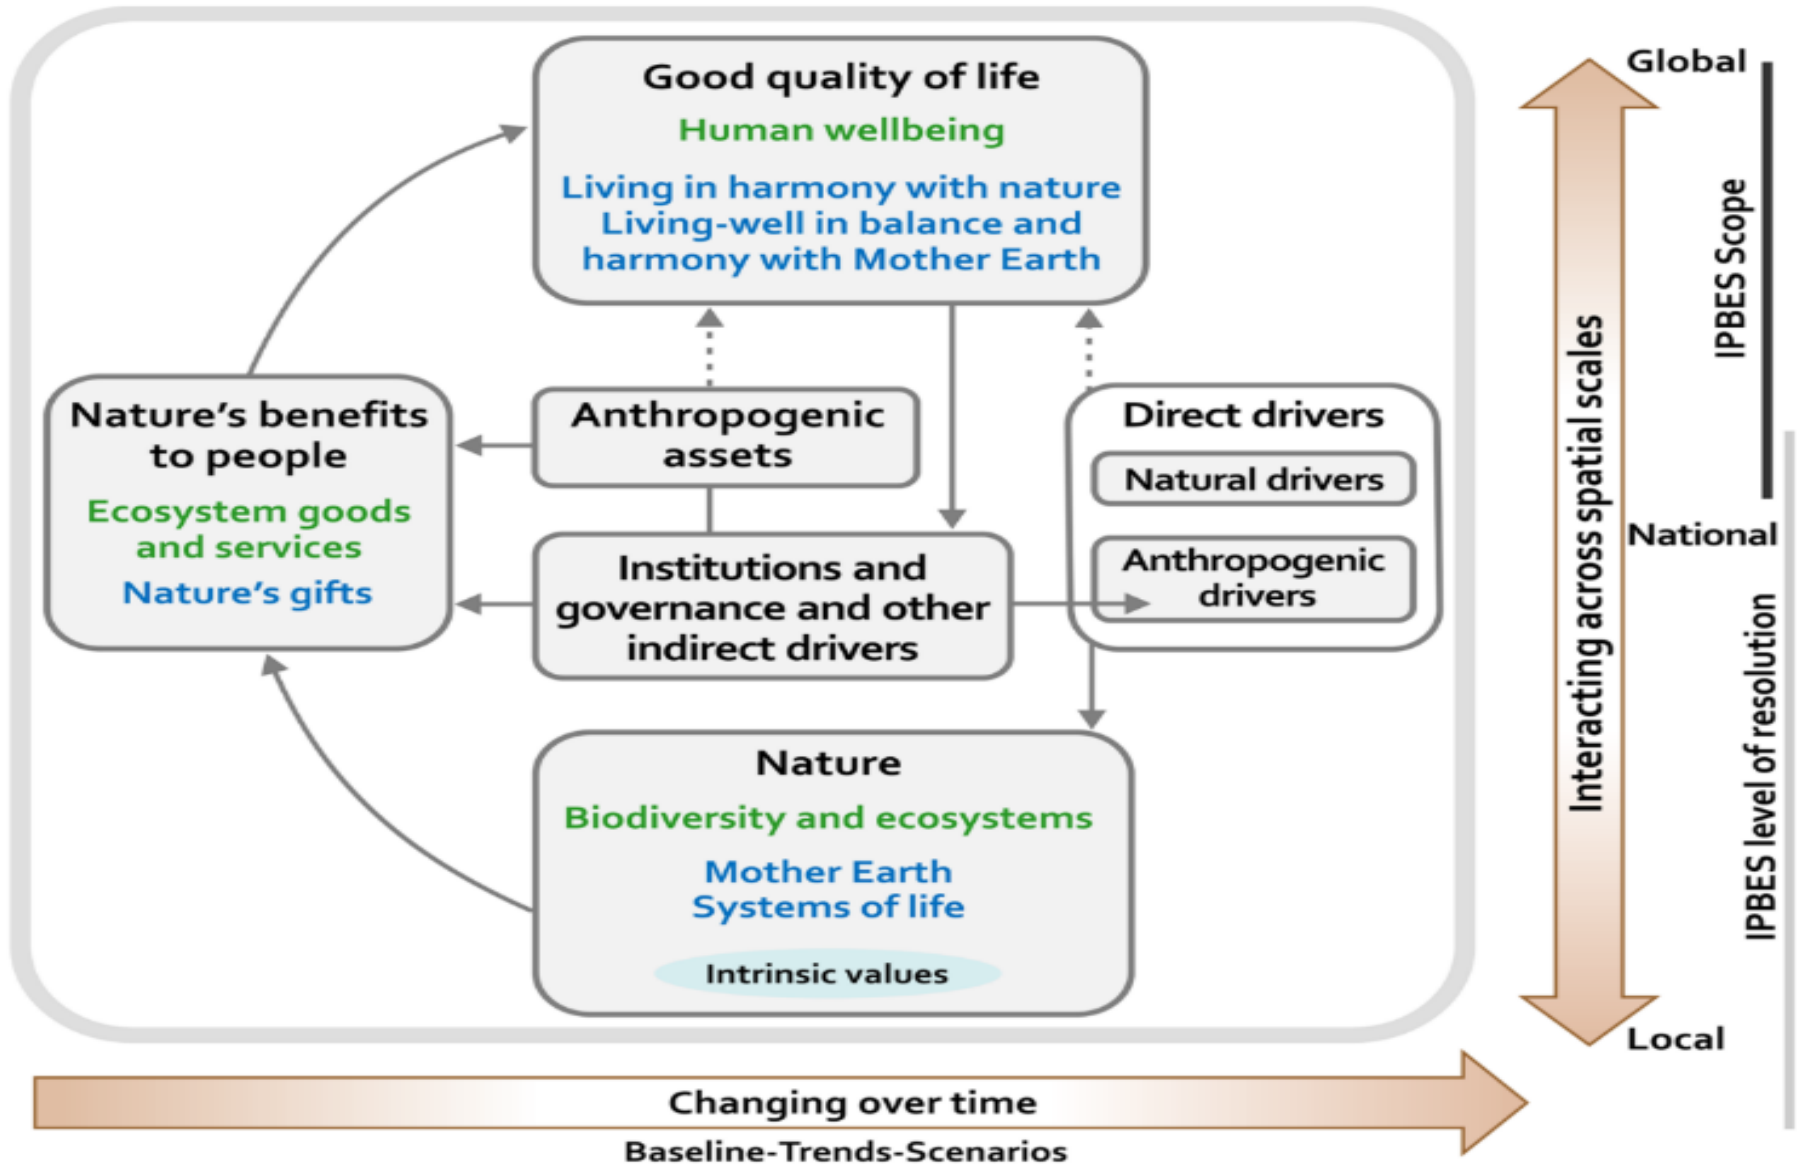 Good quality of life
Human wellbeing
Living in harmony with nature
Living-well in balance and
harmony with Mother Earth
Nature's benefits
to people
Ecosystem goods
and services
Nature's gifts
Anthropogenic
assets
Institutions and
governance and other
indirect drivers
Direct drivers
Natural drivers
Anthropogenic
drivers
Nature
Biodiversity and ecosystems
Mother Earth
Systems of life
Intrinsic values
Changing over time
Baseline-Trends-Scenarios
Interacting across spatial scales
Global
National
Local
IPBES Scope
IPBES level of resolution